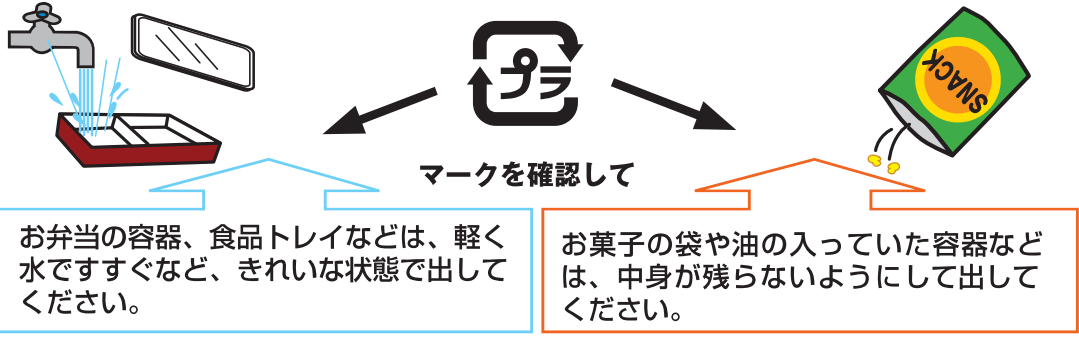 プラ
SNACK
マークを確認して
お弁当の容器、食品トレイなどは、軽く
水ですすぐなど、きれいな状態で出して
ください。
お菓子の袋や油の入っていた容器など
は、中身が残らないようにして出して
ください。